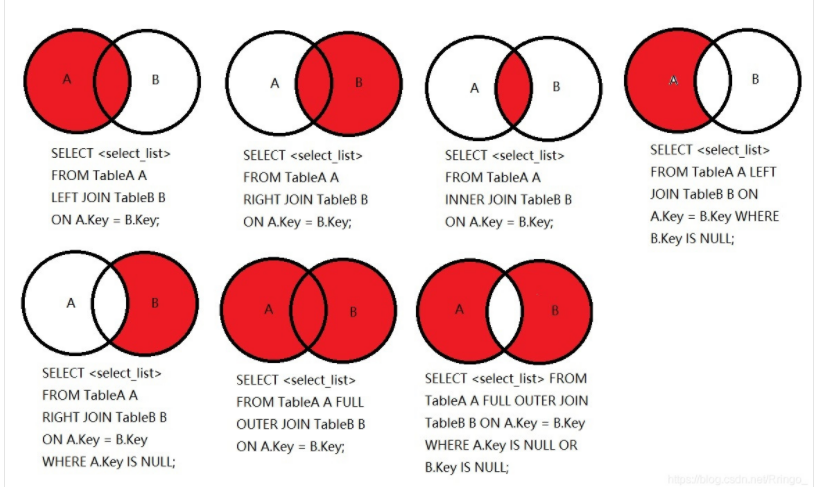 A
B
SELECT <select_list>
FROM TableA A
LEFT JOIN TableB B
ON A.Key = B.Key;
A
B
SELECT <select_list>
FROM TableA A
RIGHT JOIN TableB B
ON A.Key = B.Key;
A
B
SELECT <select_list>
FROM TableA A
INNER JOIN TableB B
ON A.Key = B.Key;
A
B
SELECT <select_list>
FROM TableA A LEFT
JOIN TableB B ON
A.Key = B.Key WHERE
B.Key IS NULL;
A
B
SELECT <select_list>
FROM TableA A
RIGHT JOIN TableB B
ON A.Key = B.Key
WHERE A.Key IS NULL;
A
B
SELECT <select_list>
FROM TableA A FULL
OUTER JOIN TableB B
ON A.Key = B.Key;
A
B
SELECT <select_list> FROM
TableA A FULL OUTER JOIN
TableB B ON A.Key = B.Key
WHERE A.Key IS NULL OR
B.Key IS NULL;